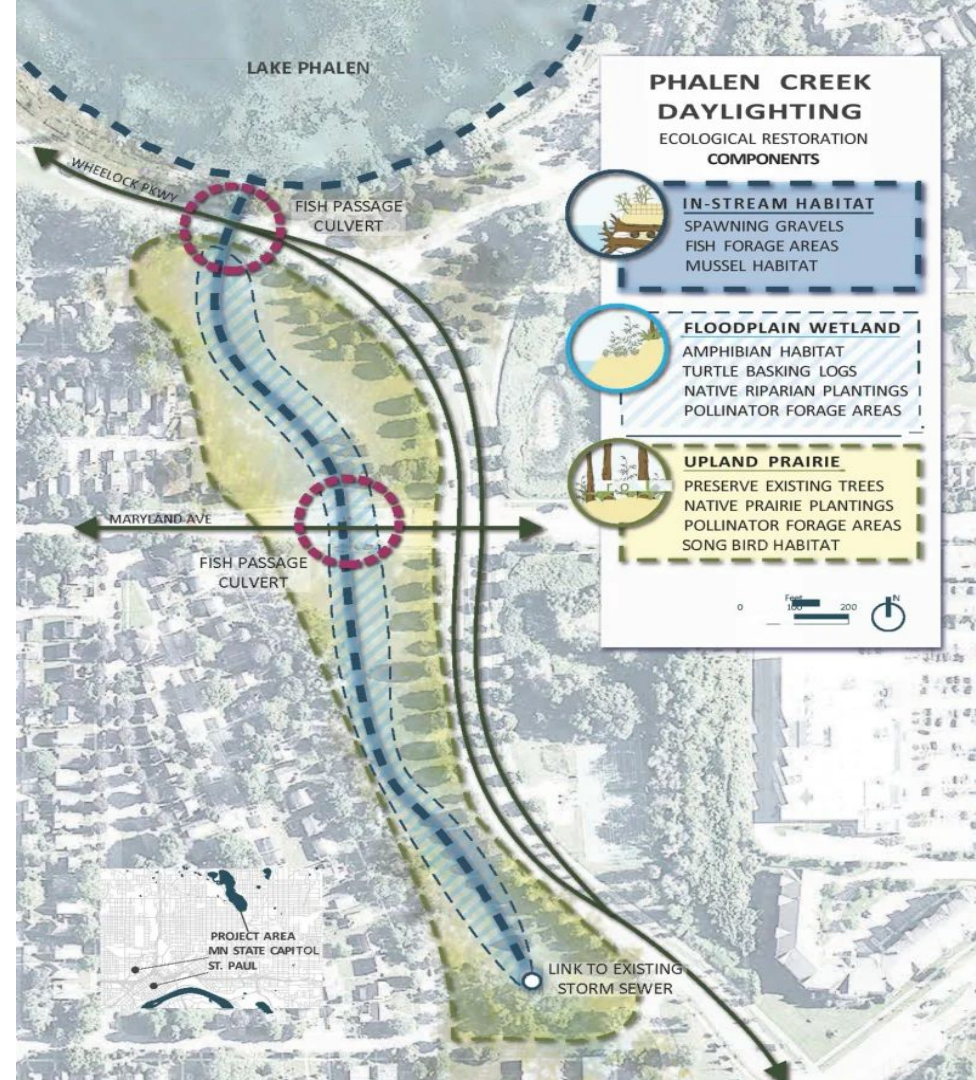 LAKE PHALEN
WHEELOCK PKWY
FISH PASSAGE
CULVERT
MARYLAND AVE
FISH PASSAGE
CULVERT
LINK TO EXISTING
STORM SEWER
PROJECT AREA
MN STATE CAPITOL
ST. PAUL
PHALEN CREEK
DAYLIGHTING
ECOLOGICAL RESTORATION
COMPONENTS
IN-STREAM HABITAT
SPAWNING GRAVELS
FISH FORAGE AREAS
MUSSEL HABITAT
FLOODPLAIN WETLAND
AMPHIBIAN HABITAT
TURTLE BASKING LOGS
NATIVE RIPARIAN PLANTINGS
POLLINATOR FORAGE AREAS
UPLAND PRAIRIE
PRESERVE EXISTING TREES
NATIVE PRAIRIE PLANTINGS
POLLINATOR FORAGE AREAS
SONG BIRD HABITAT
Feet
0 100 200
N